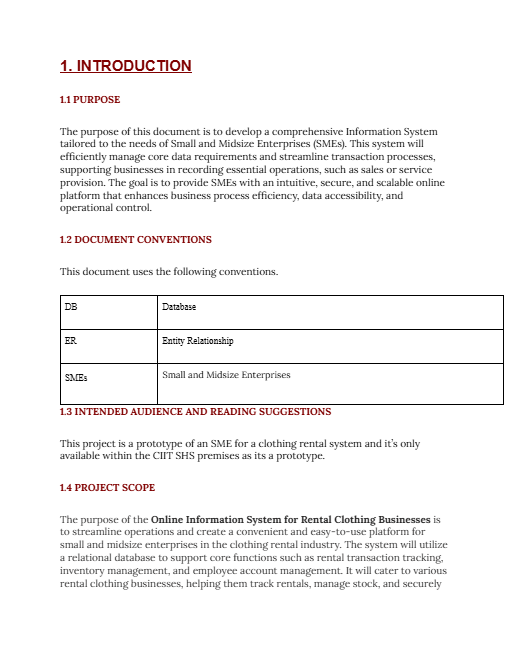 1. INTRODUCTION
1.1 PURPOSE
The purpose of this document is to develop a comprehensive Information System
tailored to the needs of Small and Midsize Enterprises (SMEs). This system will
efficiently manage core data requirements and streamline transaction processes,
supporting businesses in recording essential operations, such as sales or service
provision. The goal is to provide SMEs with an intuitive, secure, and scalable online
platform that enhances business process efficiency, data accessibility, and
operational control.
1.2 DOCUMENT CONVENTIONS
This document uses the following conventions.
DB Database
ER Entity Relationship
SMEs Small and Midsize Enterprises
1.3 INTENDED AUDIENCE AND READING SUGGESTIONS
This project is a prototype of an SME for a clothing rental system and it's only
available within the CIIT SHS premises as its a prototype.
1.4 PROJECT SCOPE
The purpose of the Online Information System for Rental Clothing Businesses is
to streamline operations and create a convenient and easy-to-use platform for
small and midsize enterprises in the clothing rental industry. The system will utilize
a relational database to support core functions such as rental transaction tracking,
inventory management, and employee account management. It will cater to various
rental clothing businesses, helping them track rentals, manage stock, and securely